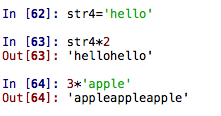 In [62]: str4='hello'
In [63]: str4*2
Out[63]: 'hellohello'
In [64]: 3*'apple'
Out[64]: 'appleappleapple'